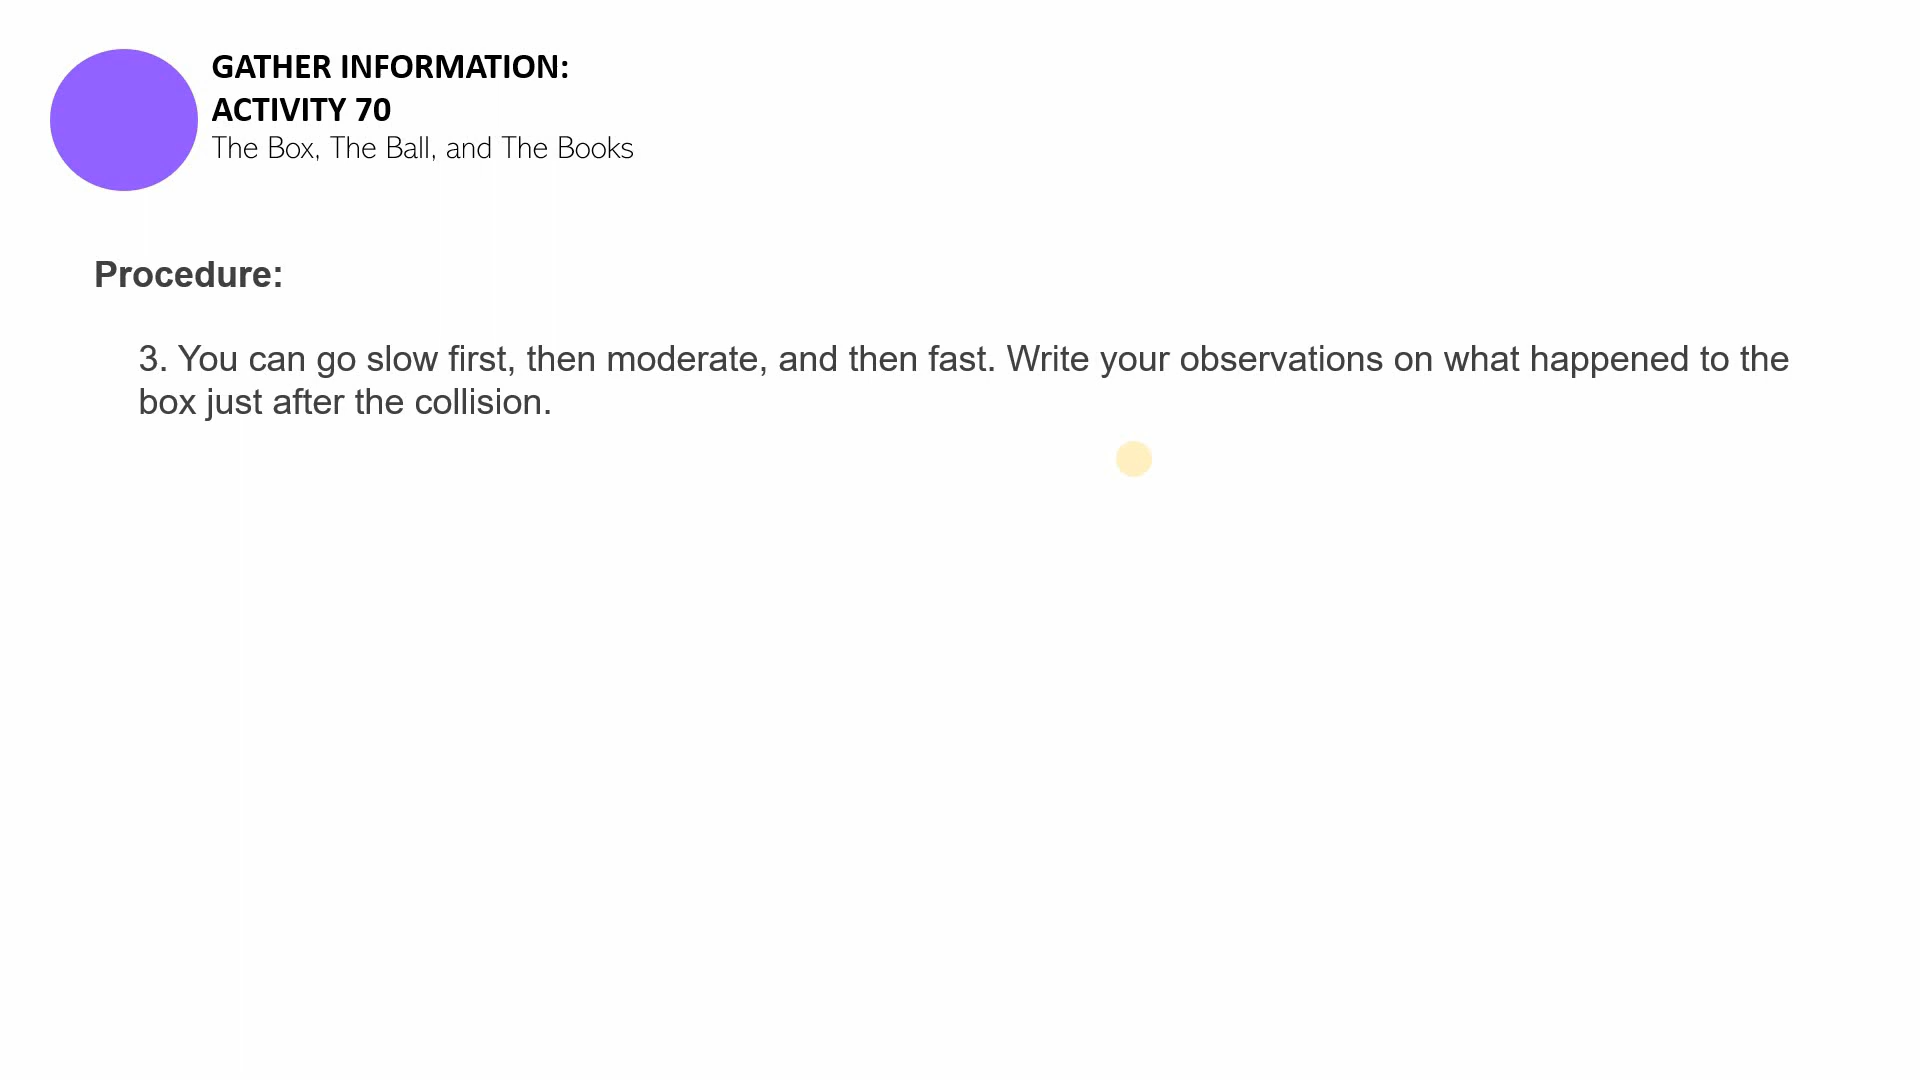 GATHER INFORMATION:
ACTIVITY 70
The Box, The Ball, and The Books
Procedure:
3. You can go slow first, then moderate, and then fast. Write your observations on what happened to the
box just after the collision.